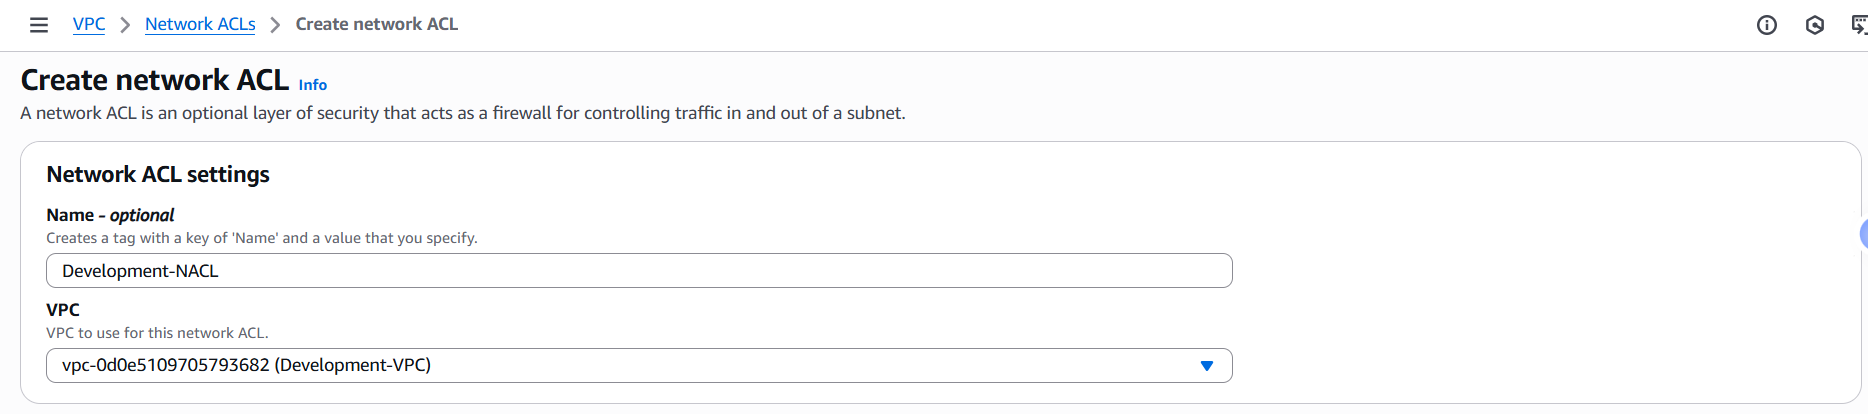 VPC > Network ACLs > Create network ACL
Create network ACL Info
A network ACL is an optional layer of security that acts as a firewall for controlling traffic in and out of a subnet.
Network ACL settings
Name - optional
Creates a tag with a key of 'Name' and a value that you specify.
Development-NACL
VPC
VPC to use for this network ACL.
vpc-0d0e5109705793682 (Development-VPC)